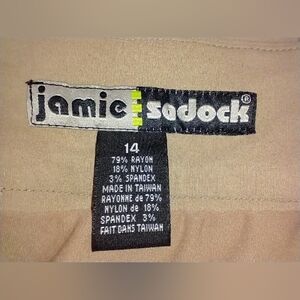 jamie sadock®
14
79% RAYON
18% NYLON
3% SPANDEX
MADE IN TAIWAN
RAYONNE de 79%
NYLON de 18%
SPANDEX 3%
FAIT DANS TAIWAN